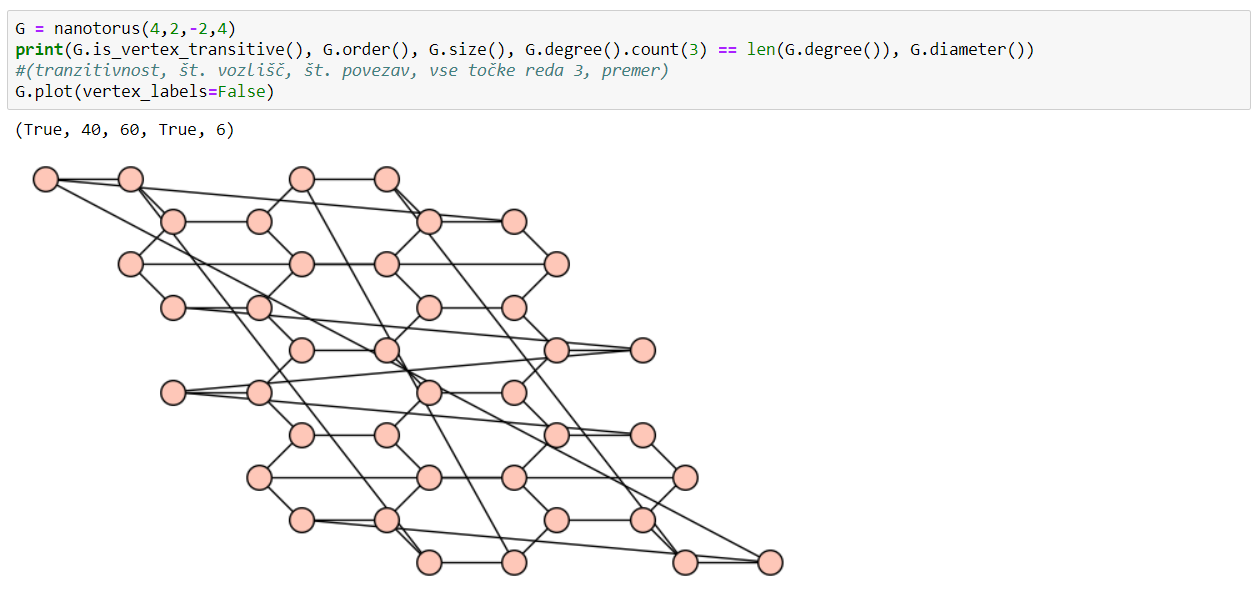 G = nanotorus(4,2,-2,4)
print(G.is_vertex_transitive(), G.order(), G.size(), G.degree().count(3) == len(G.degree()), G.diameter())
#(tranzitivnost, št. vozlišč, št. povezav, vse točke reda 3, premer)
G.plot(vertex_labels=False)
(True, 40, 60, True, 6)